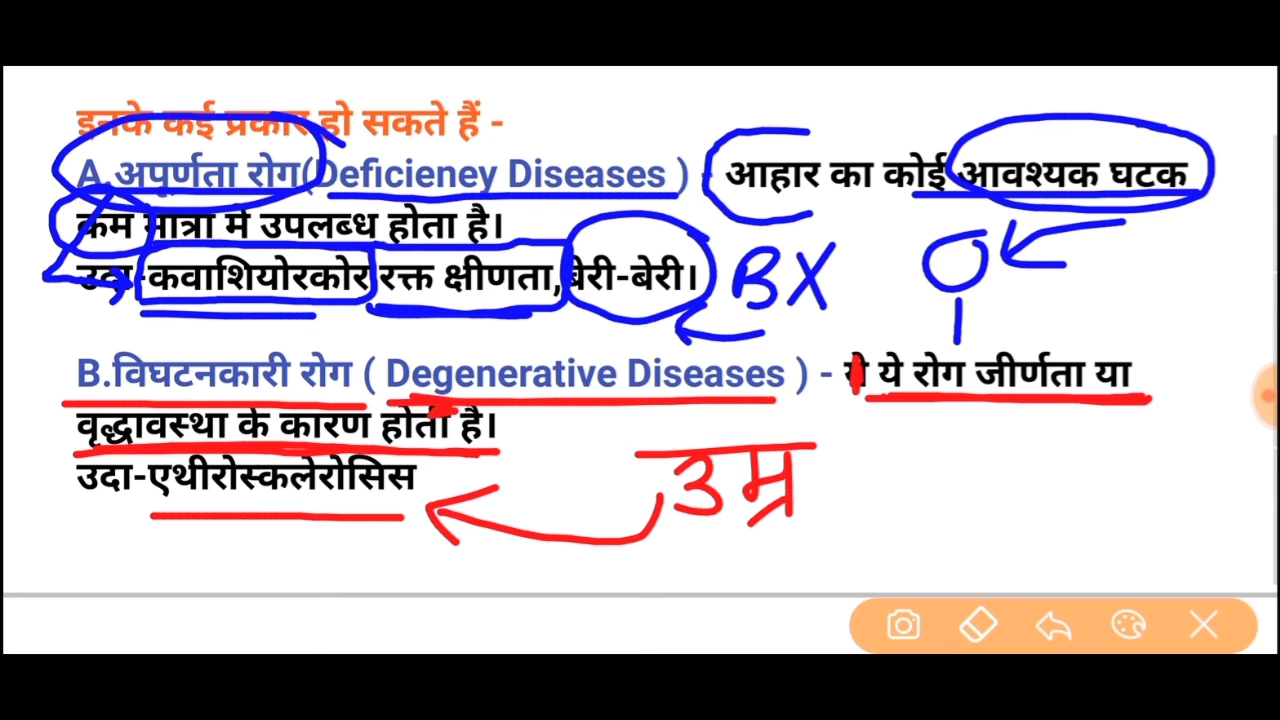 इनके कई प्रकार हो सकते हैं -
A.अपूर्णता रोग(Deficieney Diseases ) - आहार का कोई आवश्यक घटक
कम मात्रा में उपलब्ध होता है।
उदा-कवाशियोरकोर रक्त क्षीणता,बेरी-बेरी।
BX
B.विघटनकारी रोग ( Degenerative Diseases ) - ये रोग जीर्णता या
वृद्धावस्था के कारण होता है।
उदा-एथीरोस्कलेरोसिस
उम्र